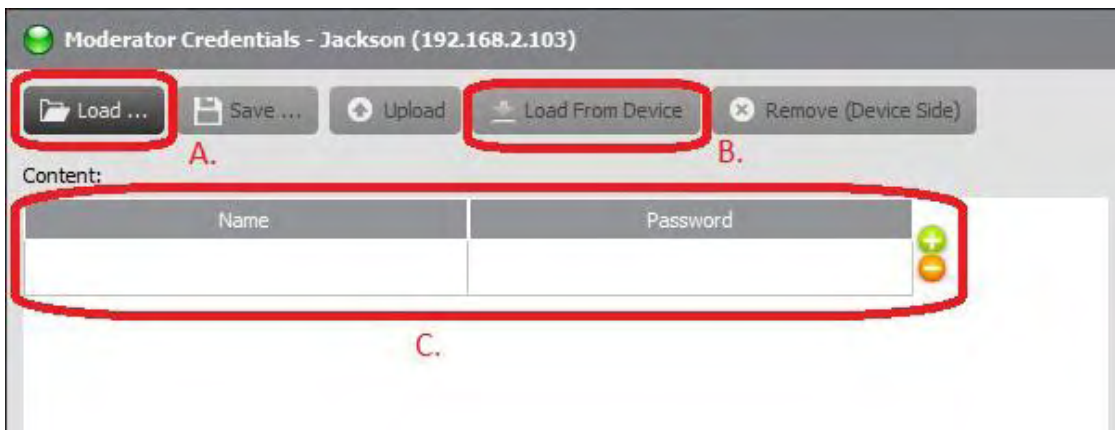 Moderator Credentials - Jackson (192.168.2.103)
Load ... Save ... Upload Load From Device Remove (Device Side)
A. B.
Content:
Name Password
C.